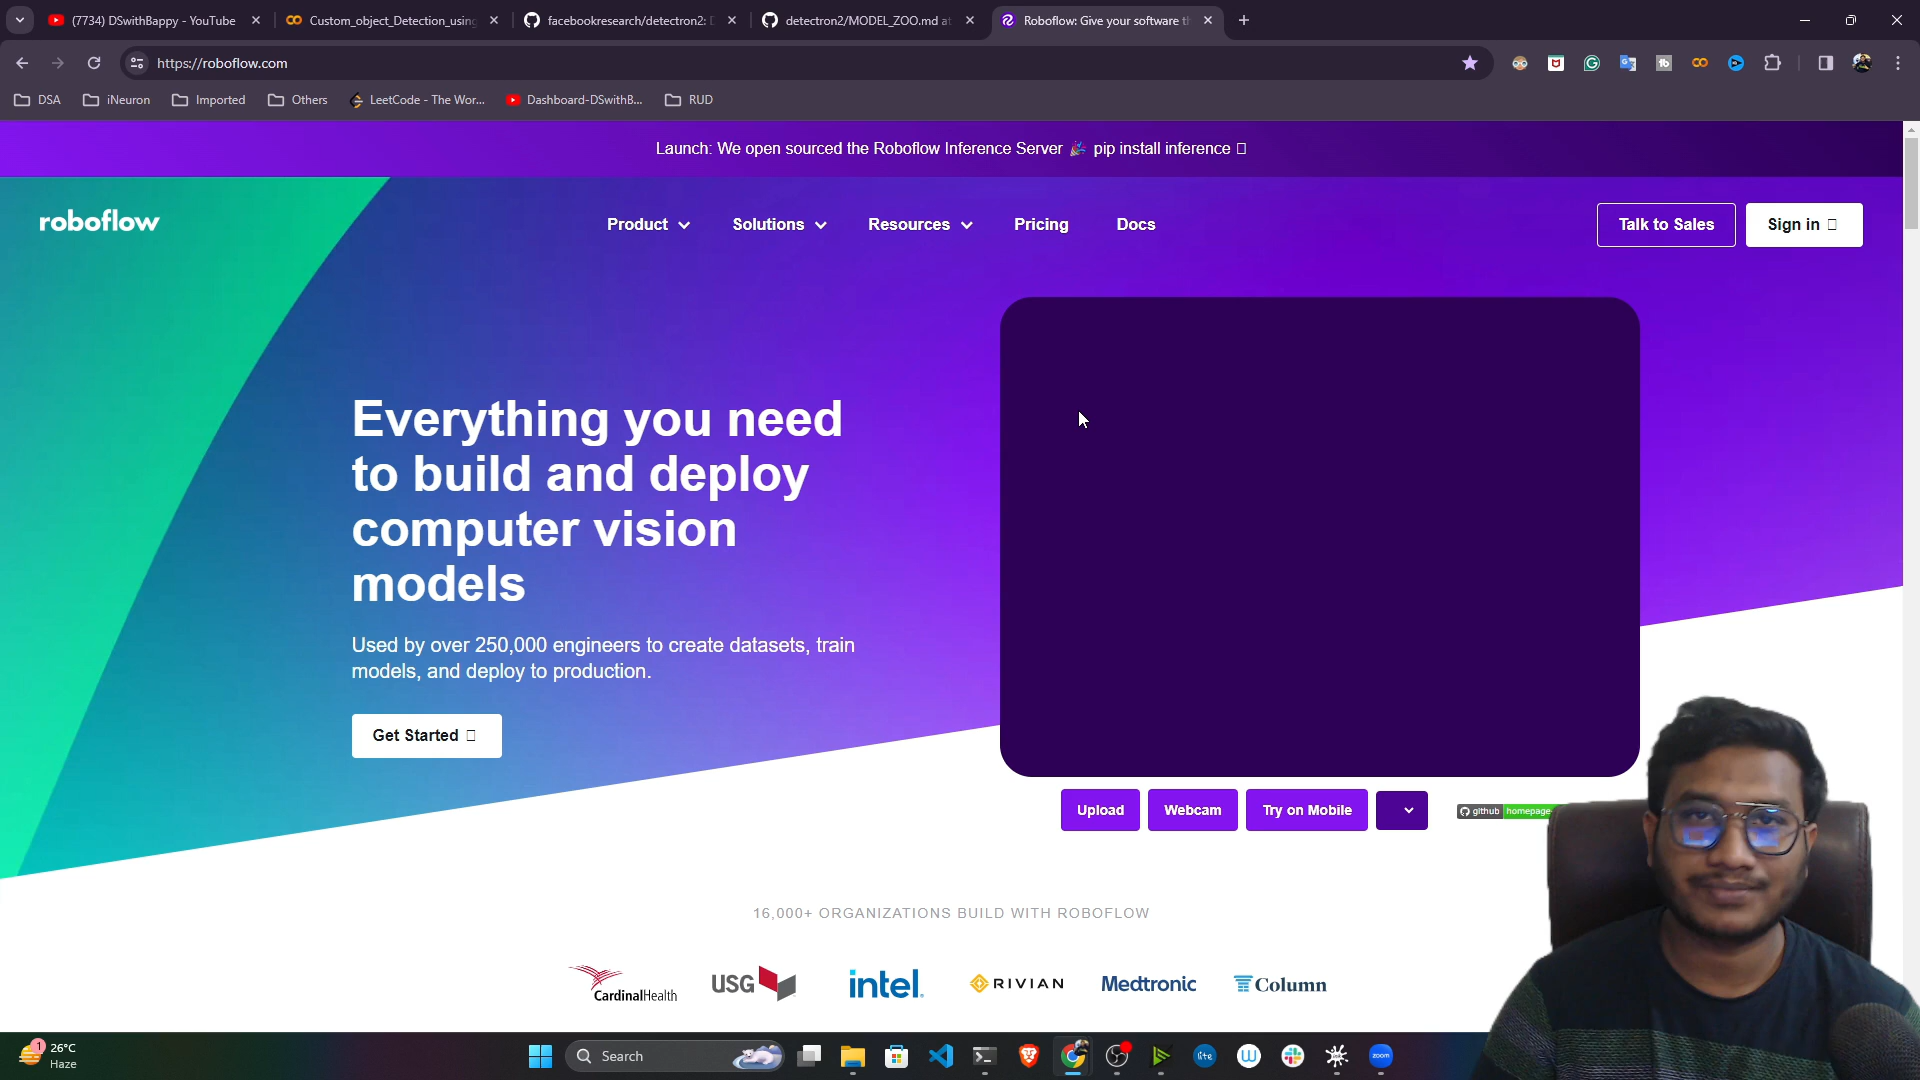 (7734) DSwithBappy - YouTube
Custom_object_Detection_using
facebookresearch/detectron2: D
detectron2/MODEL_ZOO.md at
Roboflow: Give your software th
https://roboflow.com
DSA
iNeuron
Imported
Others
LeetCode - The Wor...
Dashboard-DSwithB...
RUD
Launch: We open sourced the Roboflow Inference Server 🎉 pip install inference
roboflow
Product
Solutions
Resources
Pricing
Docs
Talk to Sales
Sign in
Everything you need
to build and deploy
computer vision
models
Used by over 250,000 engineers to create datasets, train
models, and deploy to production.
Get Started
Upload
Webcam
Try on Mobile
github homepage
16,000+ ORGANIZATIONS BUILD WITH ROBOFLOW
CardinalHealth
USG
intel.
RIVIAN
Medtronic
Column
1
26°C
Haze
Search
lite
zoom